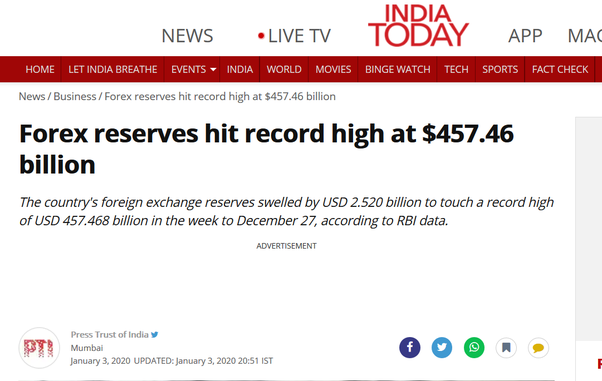 INDIA
TODAY
NEWS LIVE TV APP
HOME LET INDIA BREATHE EVENTS INDIA WORLD MOVIES BINGE WATCH TECH SPORTS FACT CHECK
News / Business / Forex reserves hit record high at $457.46 billion
Forex reserves hit record high at $457.46
billion
The country's foreign exchange reserves swelled by USD 2.520 billion to touch a record high
of USD 457.468 billion in the week to December 27, according to RBI data.
ADVERTISEMENT
PTI
Press Trust of India
Mumbai
January 3, 2020 UPDATED: January 3, 2020 20:51 IST